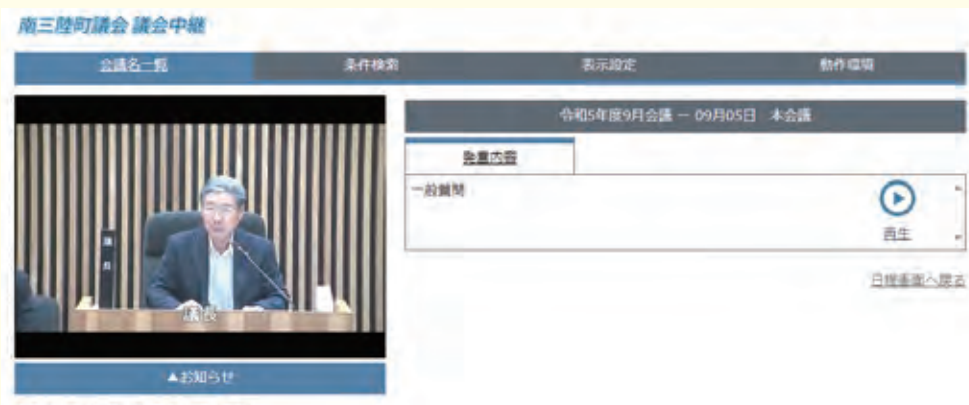 南三陸町議会 議会中継
会議名一覧
条件検索
表示設定
動作環境
令和5年度9月会議 － 09月05日 本会議
発言内容
一般質問
再生
日程画面へ戻る
議長
議長
▲お知らせ